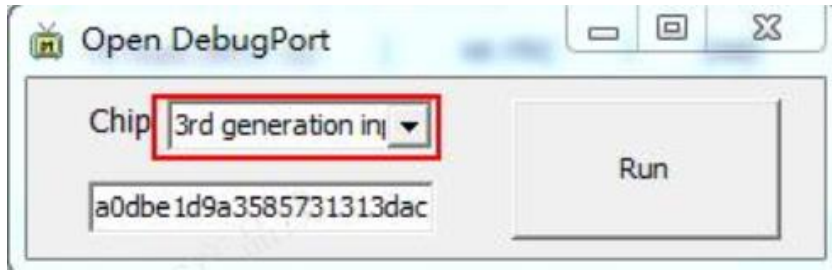 Open DebugPort
Chip 3rd generation in
Run
a0dbe1d9a3585731313dac